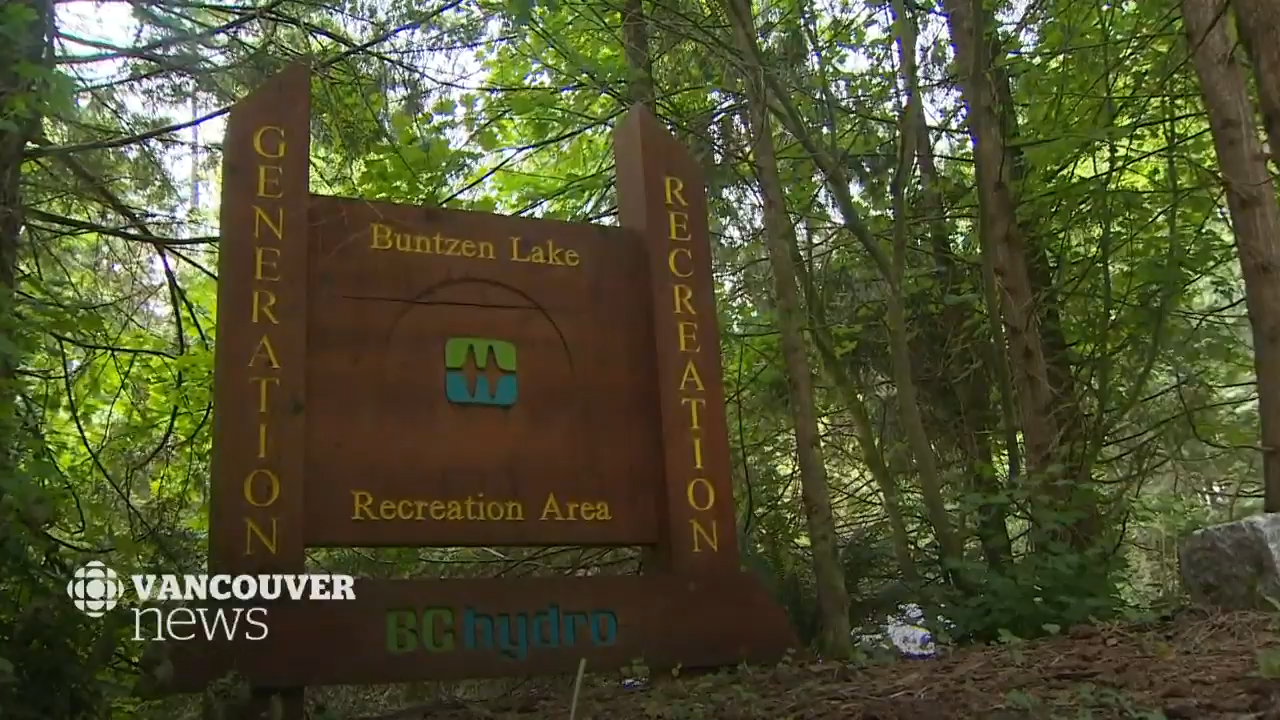 GENERATION
Buntzen Lake
Recreation Area
RECREATION
BC hydro
VANCOUVER
news